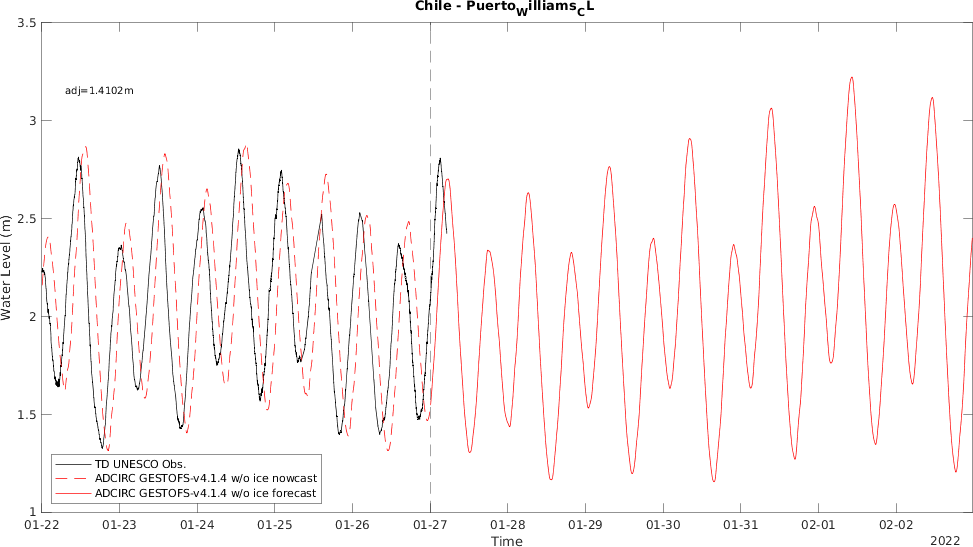 Chile - Puerto_Williams_CL
3.5
adj=1.4102m
3
2.5
2
1.5
1
Water Level (m)
TD UNESCO Obs.
ADCIRC GESTOFS-v4.1.4 w/o ice nowcast
ADCIRC GESTOFS-v4.1.4 w/o ice forecast
01-22 01-23 01-24 01-25 01-26 01-27 01-28 01-29 01-30 01-31 02-01 02-02
Time
2022